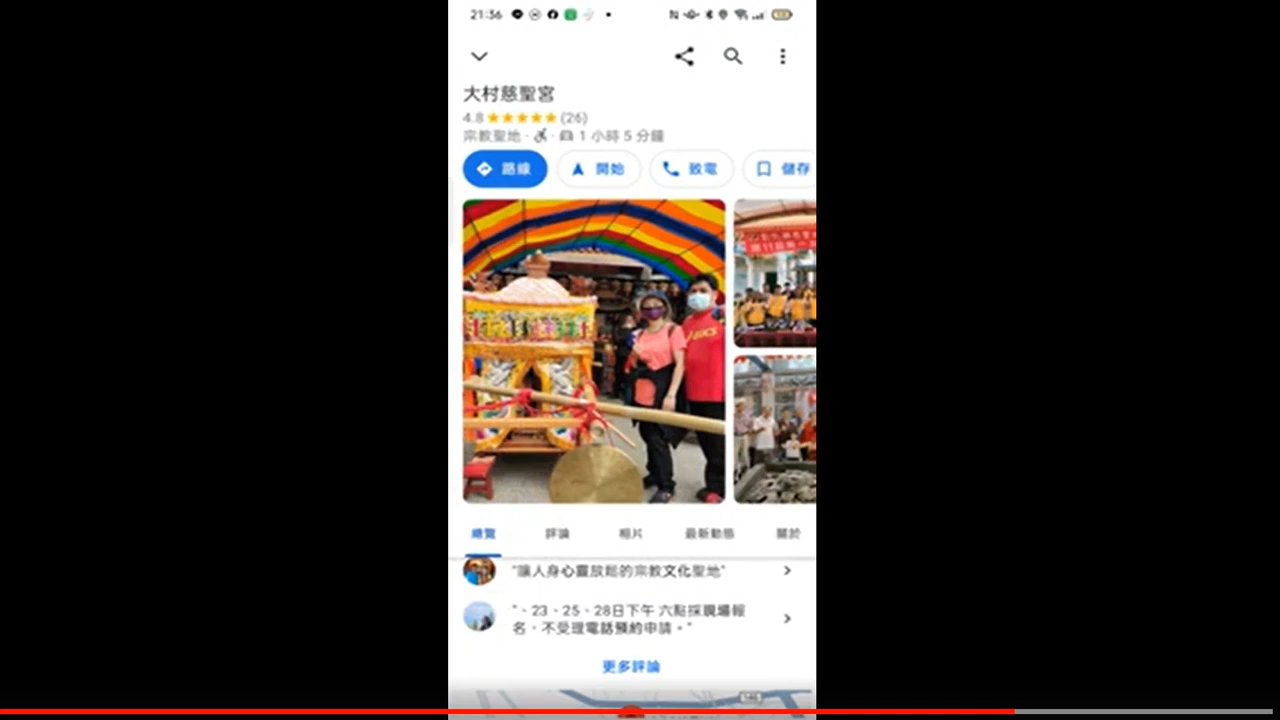 21:36
大村慈聖宮
4.8 (26)
宗教聖地 · 1 小時 5 分鐘
路線 開始 致電 儲存
ASICS
總覽 評論 相片 最新動態 關於
"讓人身心靈放鬆的宗教文化聖地"
"、23、25、28日下午 六點採現場報
名,不受理電話預約申請。"
更多評論